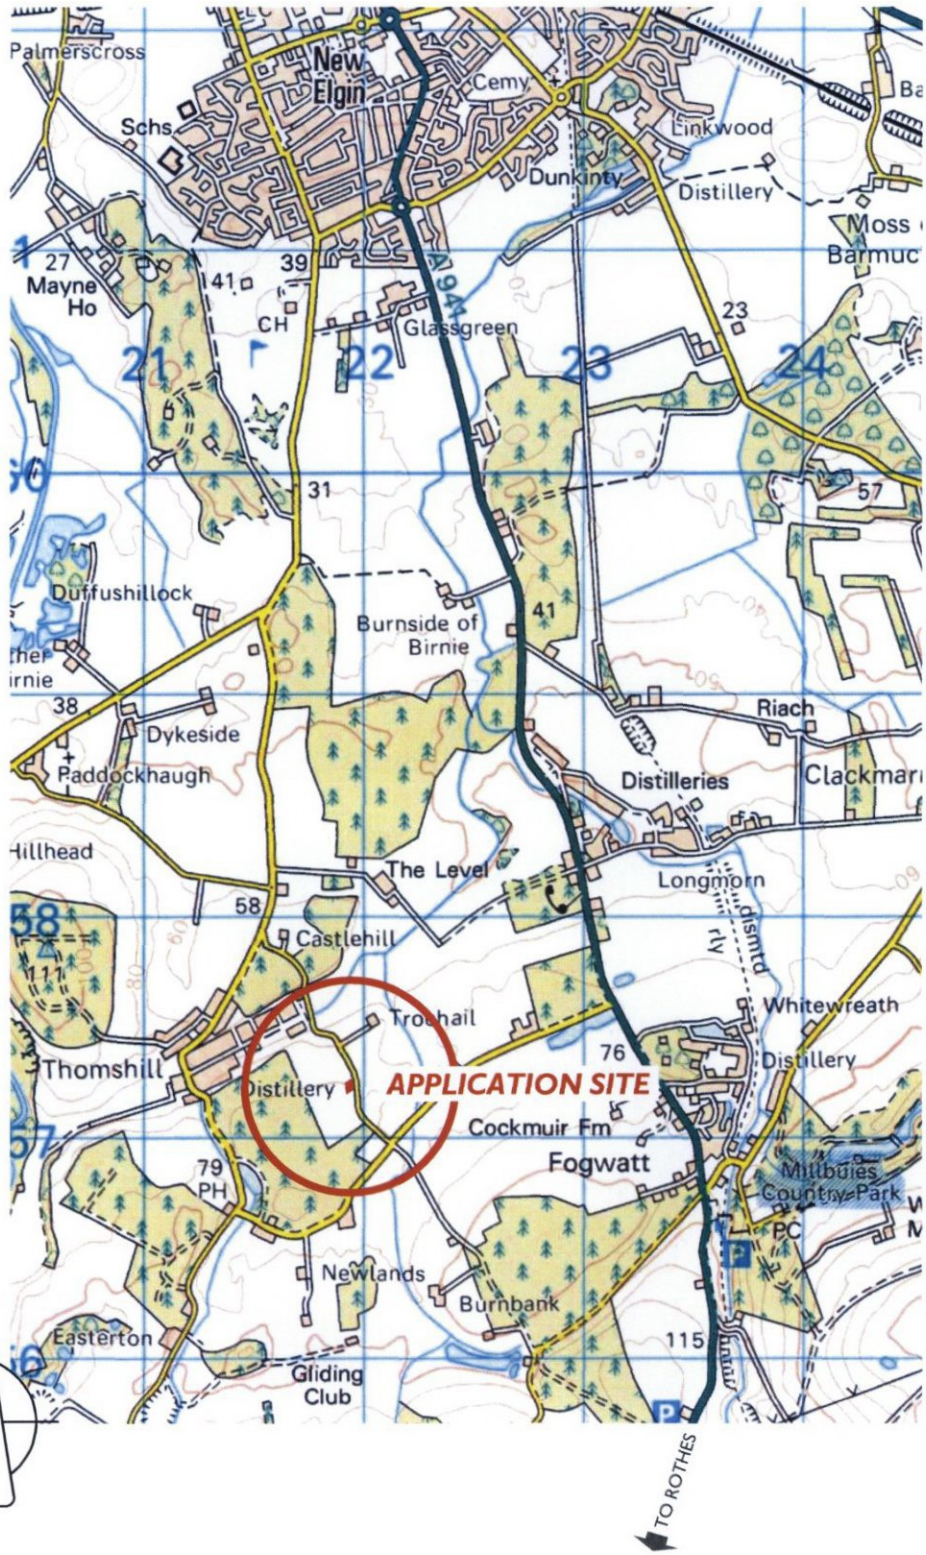 Palmerscross
New
Elgin
Cemy
Schs
Linkwood
Dunkinty
Distillery
Moss
Barmuc
27
Mayne
Ho
41
39
CH
A 941
Glassgreen
23
21
22
23
24
31
57
Duffushillock
Burnside of
Birnie
41
38
Dykeside
Riach
Paddockhaugh
Distilleries
Clackmar
Hillhead
The Level
Longmorn
58
58
Castlehill
dismtd
rly
111
Trochail
Whitewreath
Thomshill
Distillery
APPLICATION SITE
76
Distillery
57
Cockmuir Fm
Fogwatt
79
PH
Millbuies
Country Park
PC
P
Newlands
Burnbank
Easterton
115
Gliding
Club
P
TO ROTHES